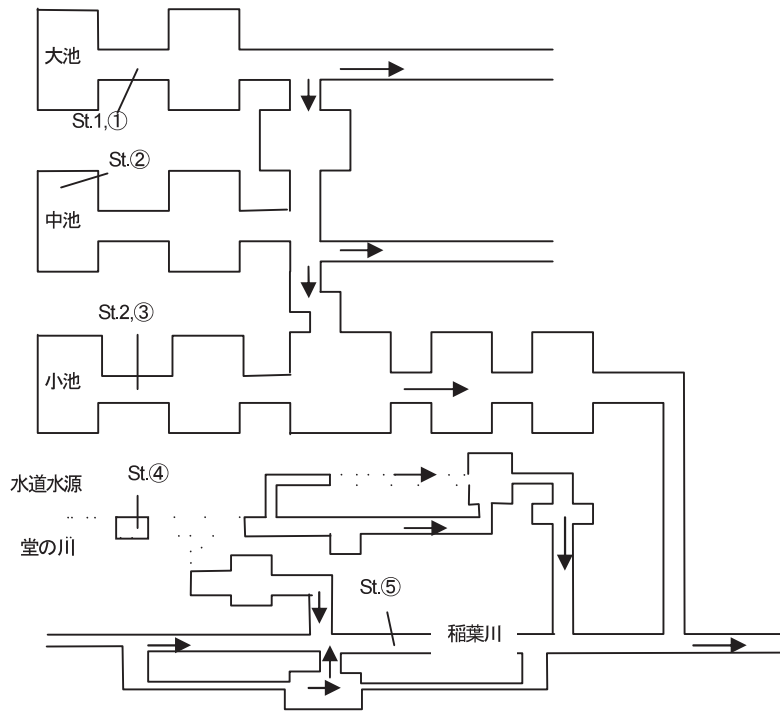 大池
St.1,①
St.②
中池
St.2,③
小池
St.④
水道水源
堂の川
St.⑤
稲葉川